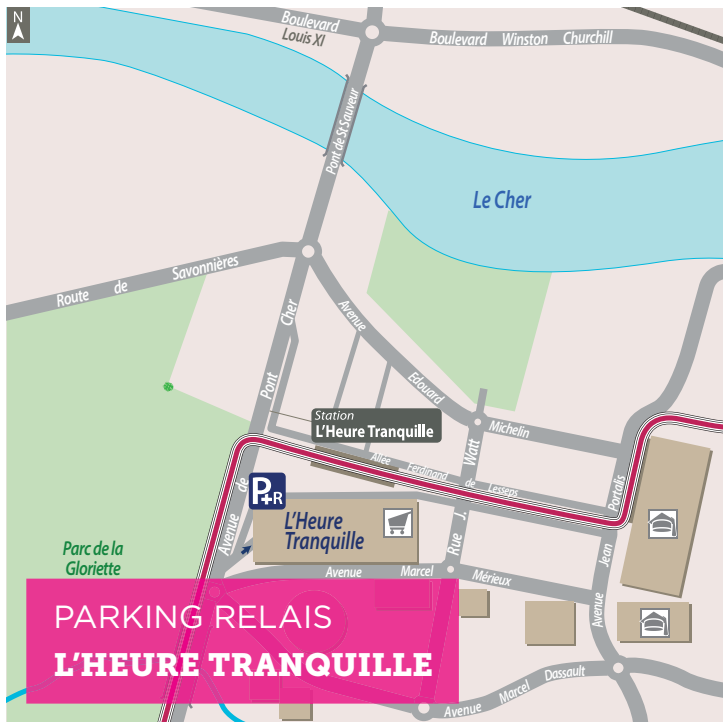 N
Boulevard
Louis XI
Boulevard Winston Churchill
Pont de St Sauveur
Le Cher
Route de Savonnières
Avenue de Pont Cher
Avenue Edouard Michelin
Station
L'Heure Tranquille
Allée Ferdinand de Lesseps
Rue J. Watt
Avenue Jean Portalis
P+R
L'Heure
Tranquille
Parc de la
Gloriette
Avenue Marcel Mérieux
PARKING RELAIS
L'HEURE TRANQUILLE
Avenue Marcel Dassault